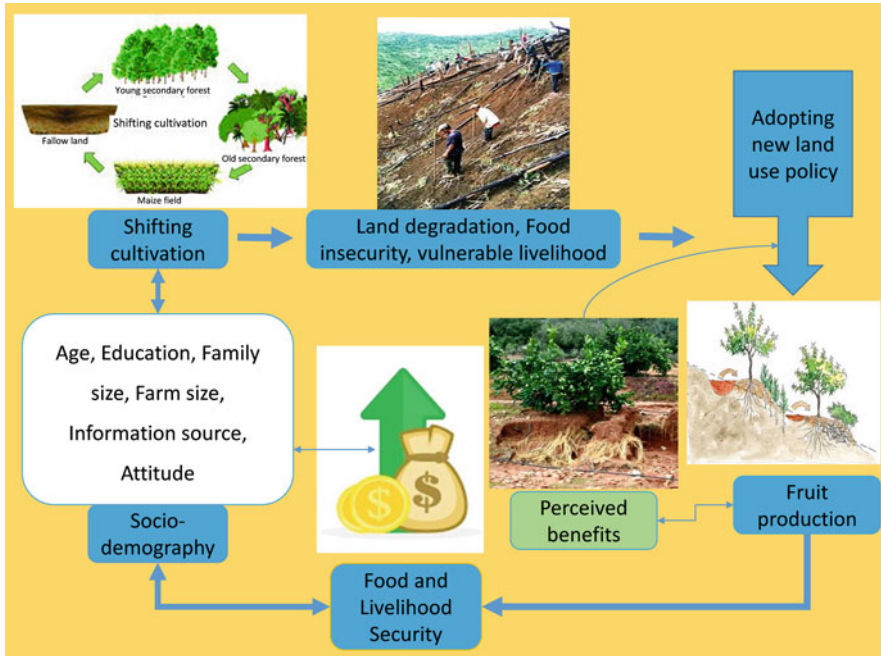 Young secondary forest
Shifting cultivation
Fallow land
Old secondary forest
Maize field
Shifting
cultivation
Land degradation, Food
insecurity, vulnerable livelihood
Adopting
new land
use policy
Age, Education, Family
size, Farm size,
Information source,
Attitude
Socio-
demography
$
$
Perceived
benefits
Fruit
production
Food and
Livelihood
Security